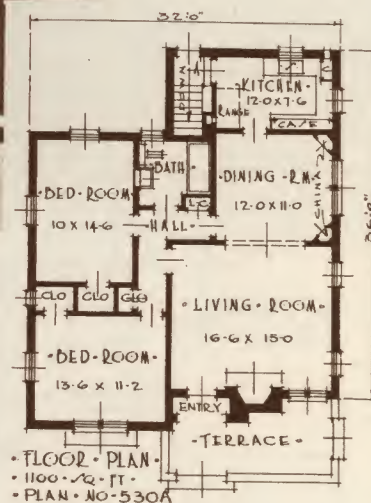 32'0"
DOWN
KITCHEN
12-0 X 7-6
RANGE
CASE
C
BATH
L.C
DINING · RM
12-0 X 11-0
CHINA
BED · ROOM
10 X 14-6
HALL
CLO
CLO
CLO
LIVING · ROOM
16-6 X 15-0
BED · ROOM
13-6 X 11-2
ENTRY
· TERRACE ·
· FLOOR · PLAN ·
· 1100 · SQ · FT ·
· PLAN · NO - 530A